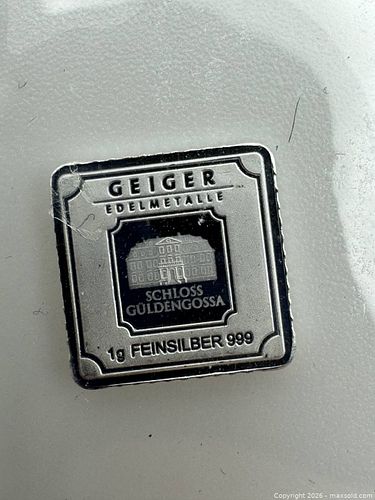 GEIGER
EDELMETALLE
SCHLOSS
GÜLDENGOSSA
1g FEINSILBER 999
Copyright 2026 - maxsold.com